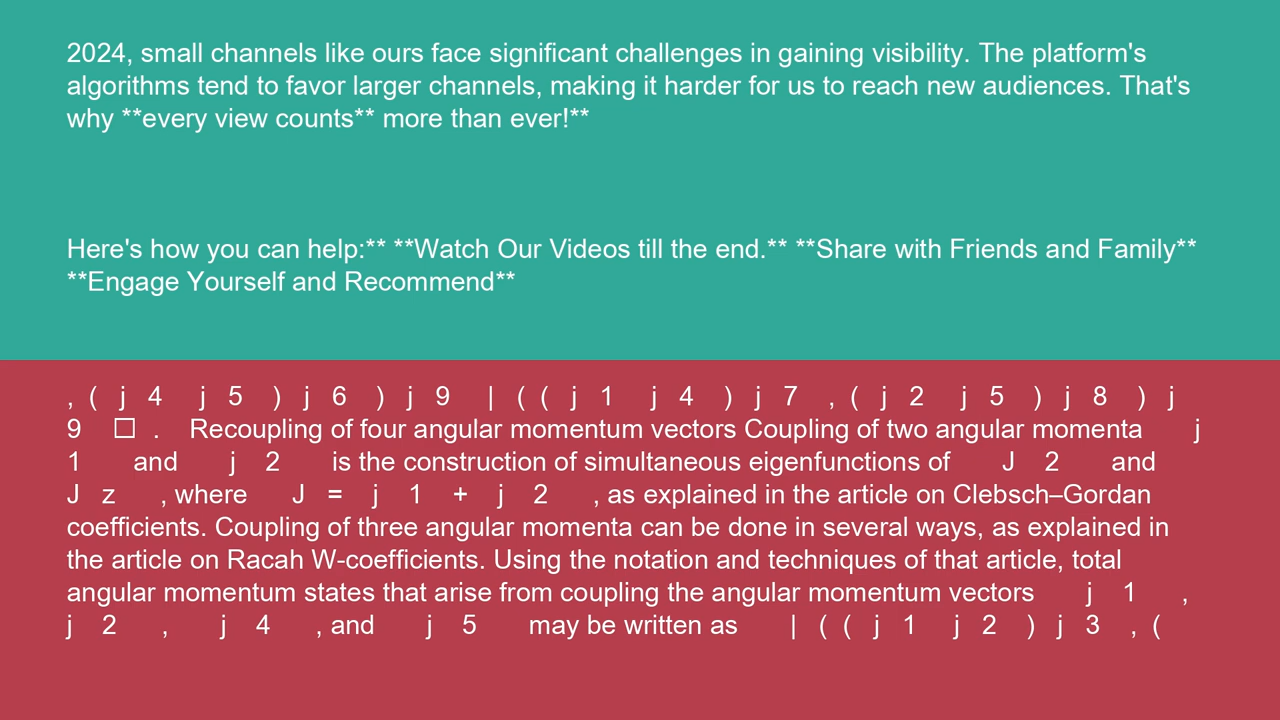 2024, small channels like ours face significant challenges in gaining visibility. The platform's
algorithms tend to favor larger channels, making it harder for us to reach new audiences. That's
why **every view counts** more than ever!**
Here's how you can help:** **Watch Our Videos till the end.** **Share with Friends and Family**
**Engage Yourself and Recommend**
, ( j 4 j 5 ) j 6 ) j 9 | ( ( j 1 j 4 ) j 7 , ( j 2 j 5 ) j 8 ) j
9 □ . Recoupling of four angular momentum vectors Coupling of two angular momenta j
1 and j 2 is the construction of simultaneous eigenfunctions of J 2 and
J z , where J = j 1 + j 2 , as explained in the article on Clebsch–Gordan
coefficients. Coupling of three angular momenta can be done in several ways, as explained in
the article on Racah W-coefficients. Using the notation and techniques of that article, total
angular momentum states that arise from coupling the angular momentum vectors j 1 ,
j 2 , j 4 , and j 5 may be written as | ( ( j 1 j 2 ) j 3 , (